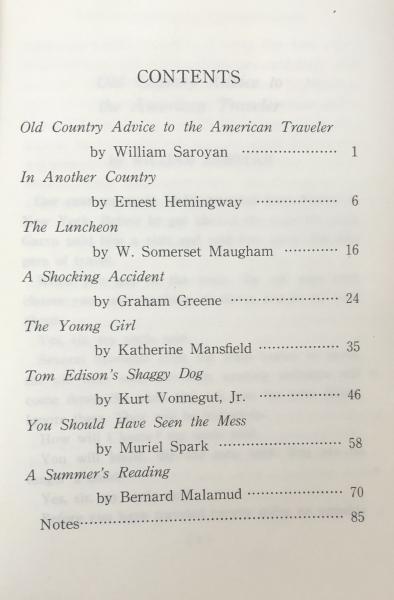 CONTENTS
Old Country Advice to the American Traveler
by William Saroyan ····················· 1
In Another Country
by Ernest Hemingway ················· 6
The Luncheon
by W. Somerset Maugham ············ 16
A Shocking Accident
by Graham Greene ···················· 24
The Young Girl
by Katherine Mansfield ··············· 35
Tom Edison's Shaggy Dog
by Kurt Vonnegut, Jr. ················ 46
You Should Have Seen the Mess
by Muriel Spark ······················· 58
A Summer's Reading
by Bernard Malamud ·················· 70
Notes················································· 85